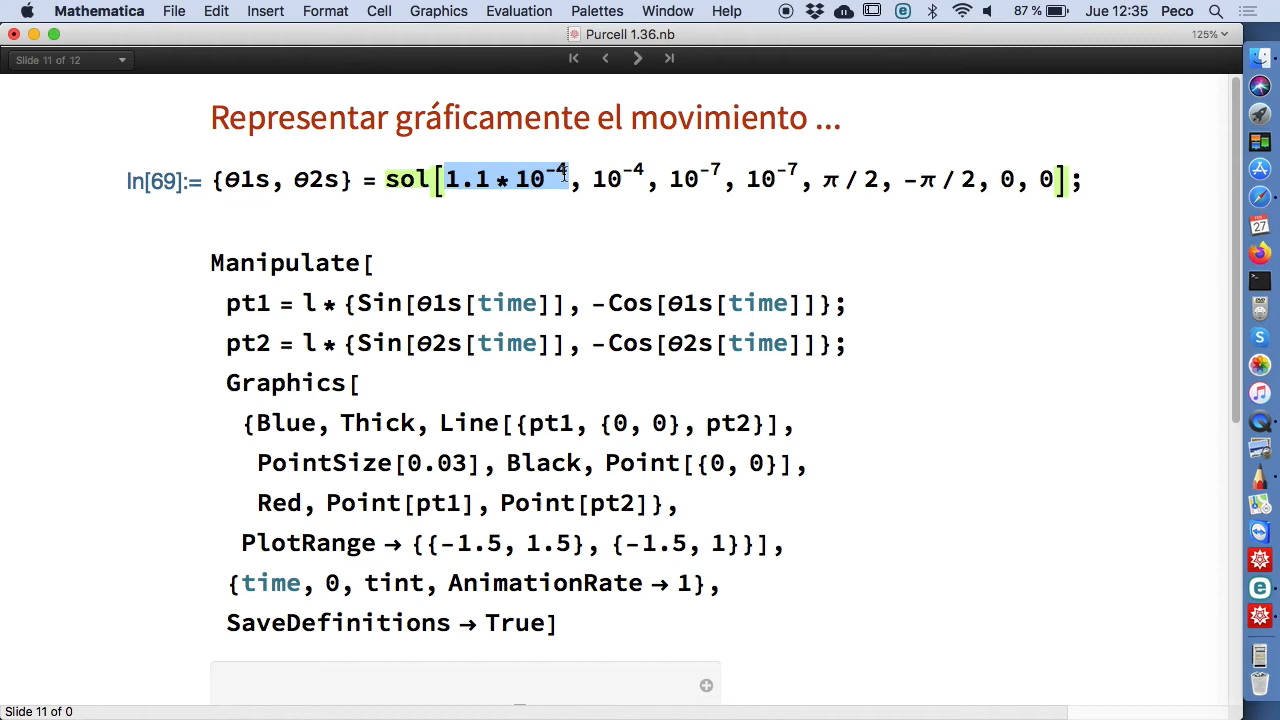 Mathematica File Edit Insert Format Cell Graphics Evaluation Palettes Window Help 87 % Jue 12:35 Peco
Purcell 1.36.nb 125%
Slide 11 of 12
Representar gráficamente el movimiento ...
In[69]:= {θ1s, θ2s} = sol[1.1 * 10^-4, 10^-4, 10^-7, 10^-7, π / 2, -π / 2, 0, 0];
Manipulate[
pt1 = l * {Sin[θ1s[time]], -Cos[θ1s[time]]};
pt2 = l * {Sin[θ2s[time]], -Cos[θ2s[time]]};
Graphics[
{Blue, Thick, Line[{pt1, {0, 0}, pt2}],
PointSize[0.03], Black, Point[{0, 0}],
Red, Point[pt1], Point[pt2]},
PlotRange → {{-1.5, 1.5}, {-1.5, 1}}],
{time, 0, tint, AnimationRate → 1},
SaveDefinitions → True]
Slide 11 of 0